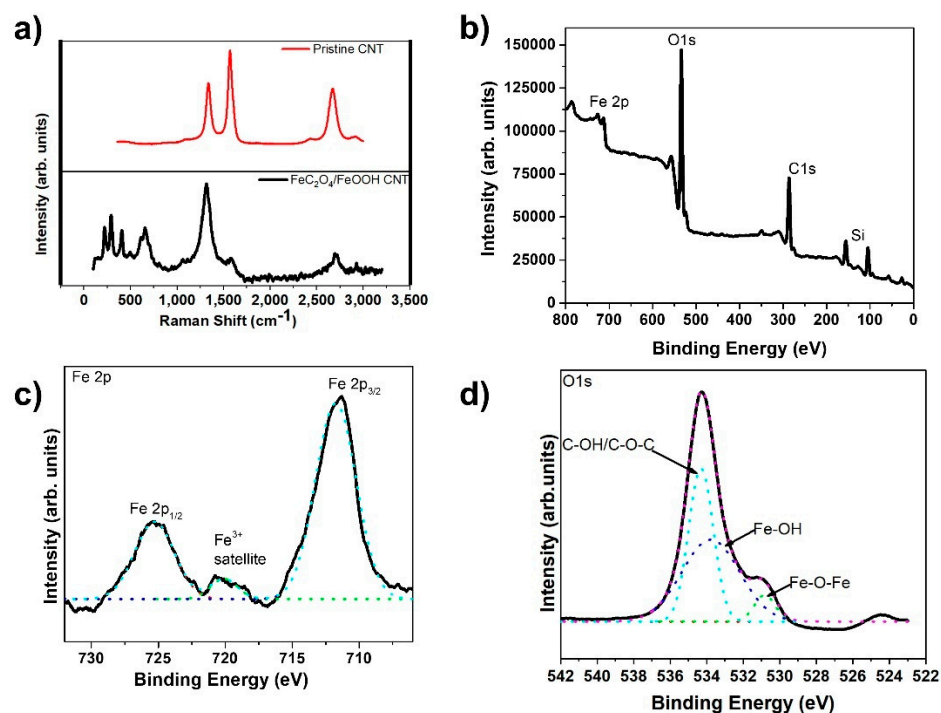 a)
Pristine CNT
FeC₂O₄/FeOOH CNT
Intensity (arb. units)
0 500 1,000 1,500 2,000 2,500 3,000 3,500
Raman Shift (cm⁻¹)
b)
150000
125000
100000
75000
50000
25000
0
O1s
Fe 2p
C1s
Si
Intensity (arb. units)
800 700 600 500 400 300 200 100 0
Binding Energy (eV)
c)
Fe 2p
Fe 2p₃/₂
Fe 2p₁/₂
Fe³⁺
satellite
Intensity (arb. units)
730 725 720 715 710
Binding Energy (eV)
d)
O1s
C-OH/C-O-C
Fe-OH
Fe-O-Fe
Intensity (arb.units)
542 540 538 536 534 532 530 528 526 524 522
Binding Energy (eV)